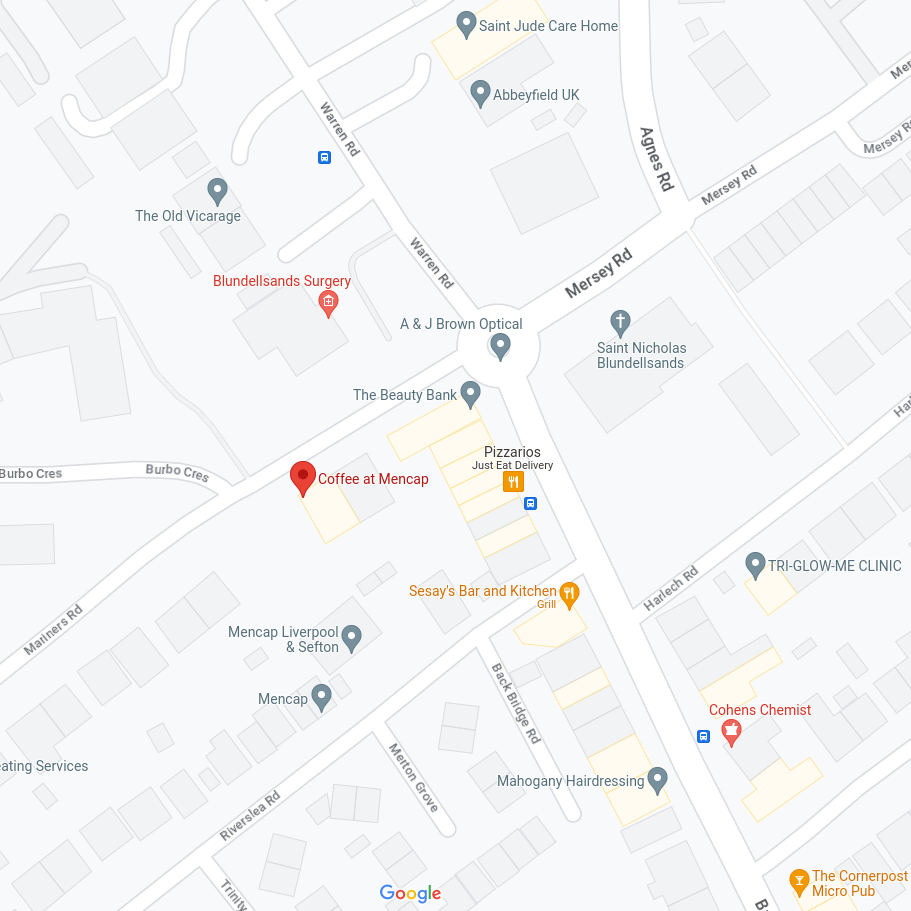 Saint Jude Care Home
Mersey Rd
Abbeyfield UK
Warren Rd
Agnes Rd
Mersey Rd
The Old Vicarage
Warren Rd
Mersey Rd
Blundellsands Surgery
A & J Brown Optical
Saint Nicholas
Blundellsands
The Beauty Bank
Pizzarios
Just Eat Delivery
Burbo Cres
Burbo Cres
Coffee at Mencap
TRI-GLOW-ME CLINIC
Harlech Rd
Sesay's Bar and Kitchen
Grill
Mariners Rd
Mencap Liverpool
& Sefton
Mencap
Back Bridge Rd
Cohens Chemist
eating Services
Merton Grove
Mahogany Hairdressing
Riverslea Rd
Trinity
Google
The Cornerpost
Micro Pub